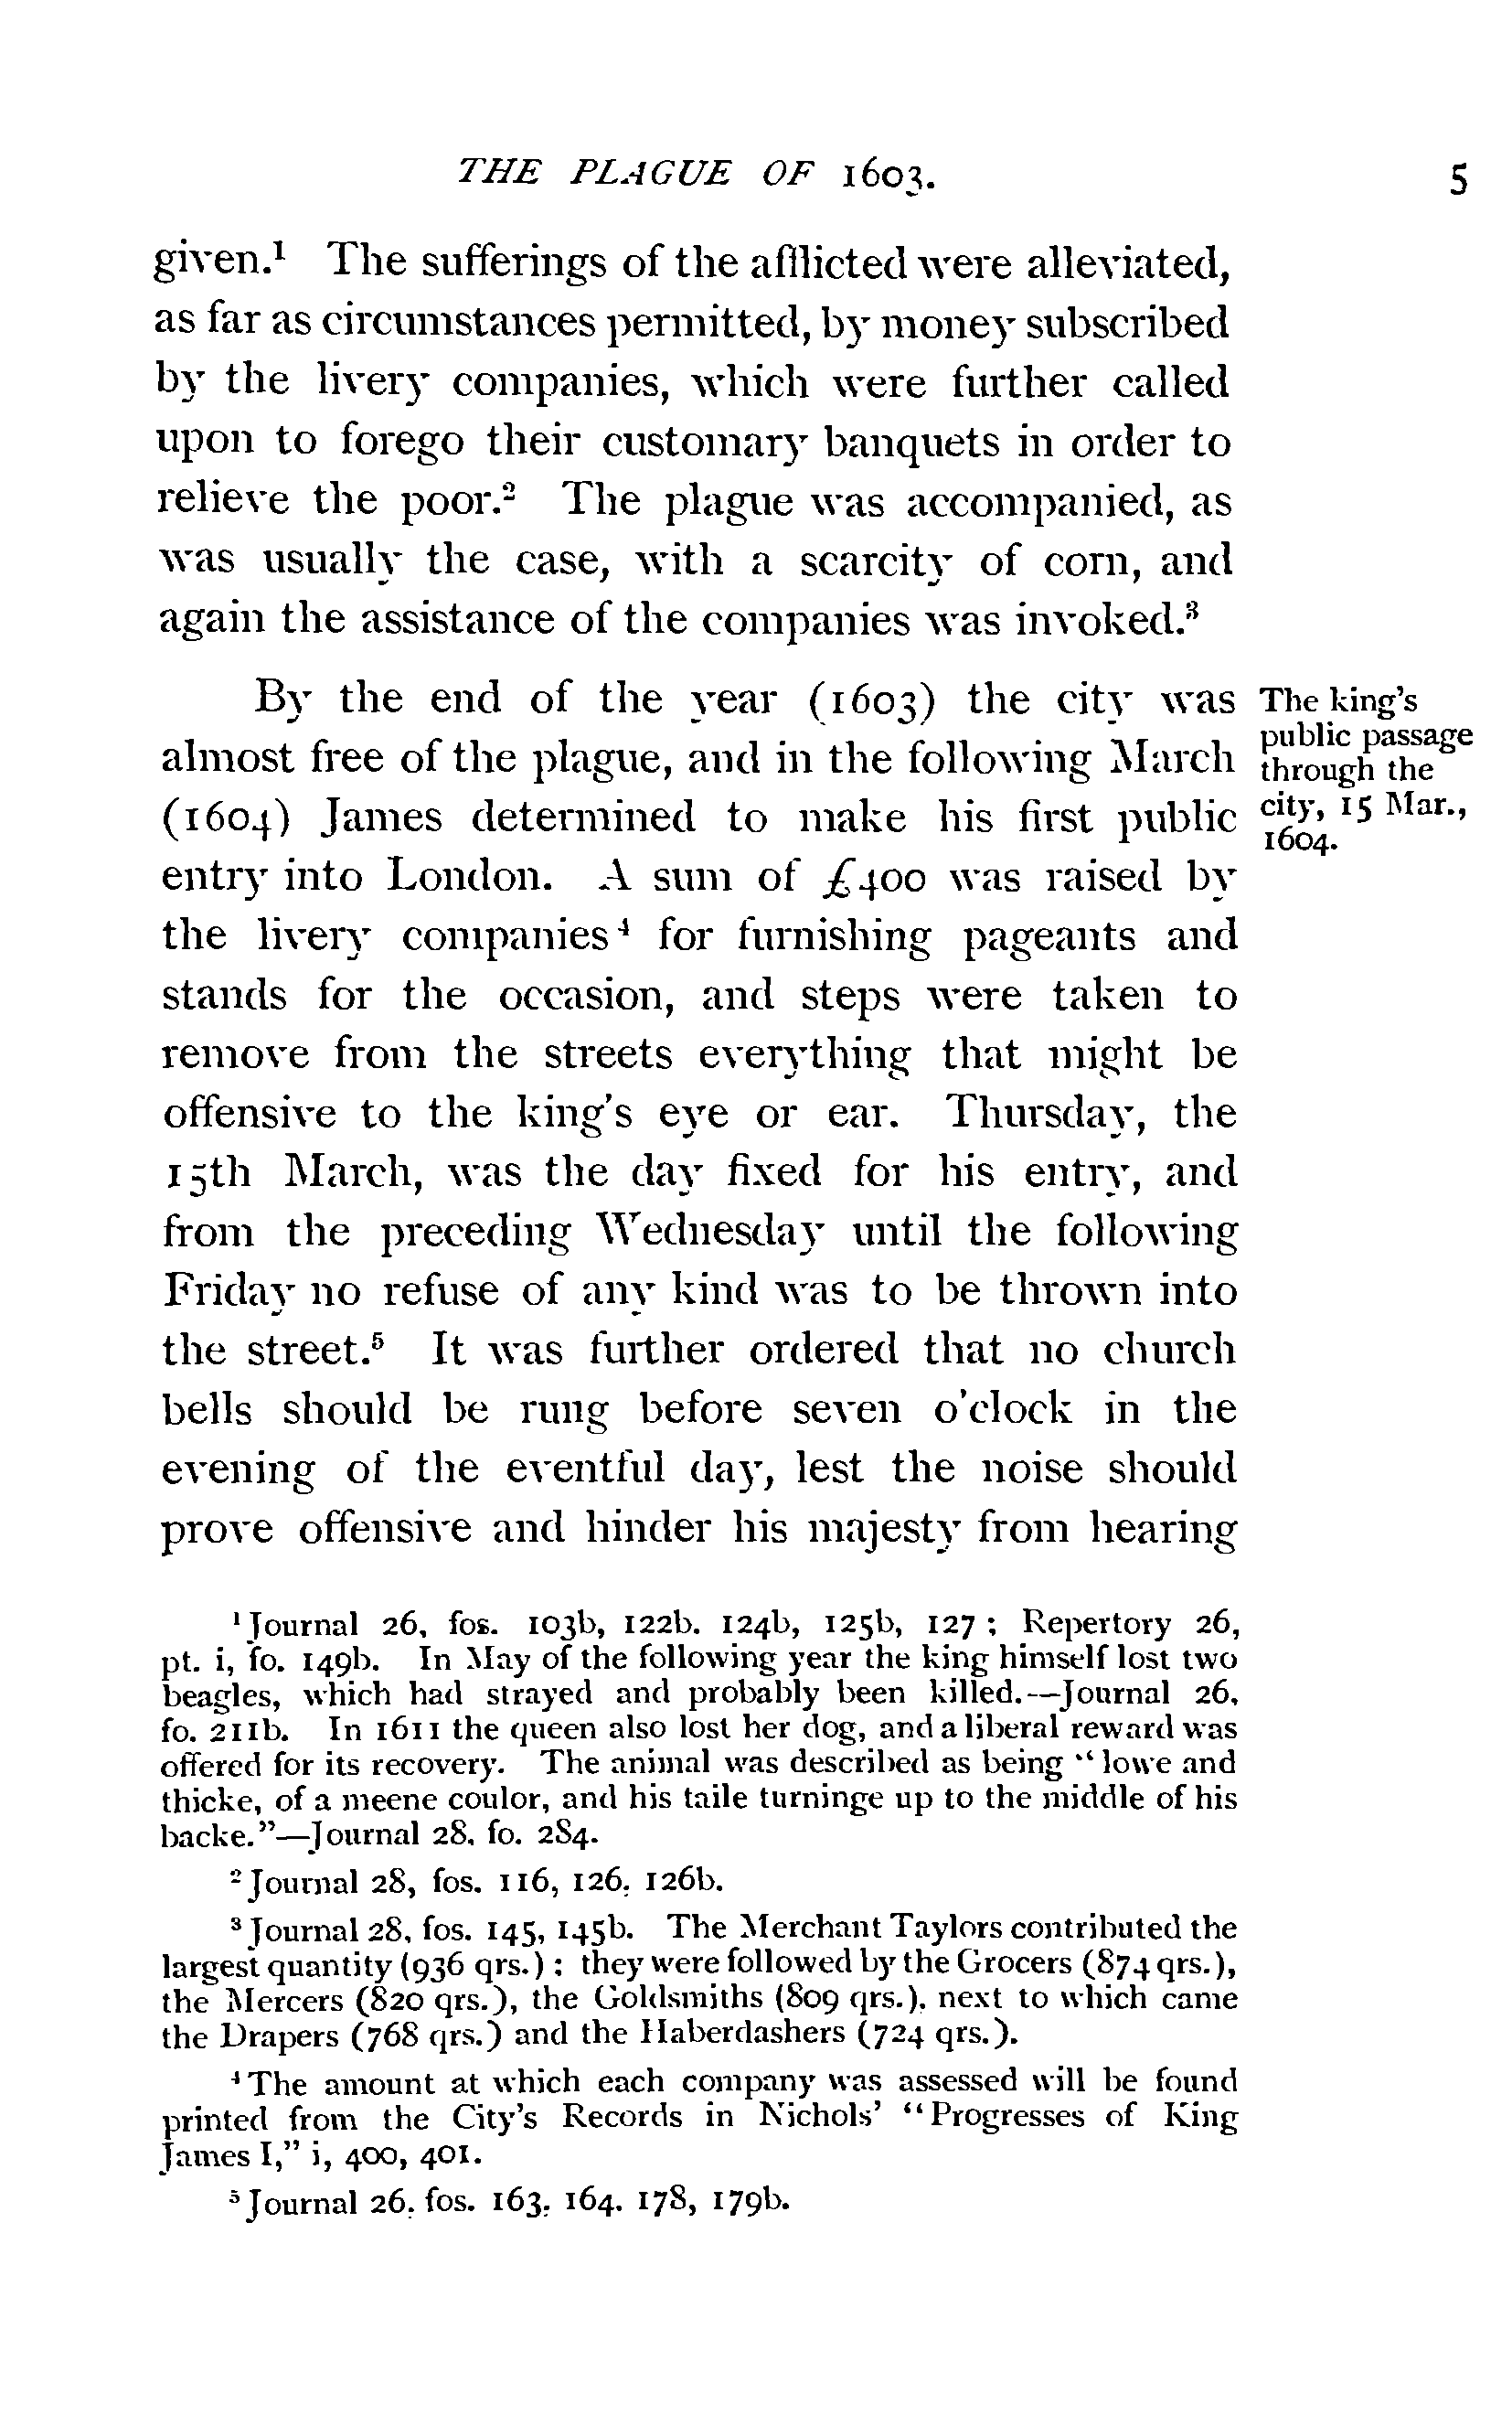 THE PLAGUE OF 1603.
5
given.¹ The sufferings of the afflicted were alleviated,
as far as circumstances permitted, by money subscribed
by the livery companies, which were further called
upon to forego their customary banquets in order to
relieve the poor.² The plague was accompanied, as
was usually the case, with a scarcity of corn, and
again the assistance of the companies was invoked.³
By the end of the year (1603) the city was
almost free of the plague, and in the following March
(1604) James determined to make his first public
entry into London. A sum of £400 was raised by
the livery companies⁴ for furnishing pageants and
stands for the occasion, and steps were taken to
remove from the streets everything that might be
offensive to the king's eye or ear. Thursday, the
15th March, was the day fixed for his entry, and
from the preceding Wednesday until the following
Friday no refuse of any kind was to be thrown into
the street.⁵ It was further ordered that no church
bells should be rung before seven o'clock in the
evening of the eventful day, lest the noise should
prove offensive and hinder his majesty from hearing
The king's
public passage
through the
city, 15 Mar.,
1604.
¹ Journal 26, fos. 103b, 122b. 124b, 125b, 127 ; Repertory 26,
pt. i, fo. 149b. In May of the following year the king himself lost two
beagles, which had strayed and probably been killed.—Journal 26,
fo. 211b. In 1611 the queen also lost her dog, and a liberal reward was
offered for its recovery. The animal was described as being "lowe and
thicke, of a meene coulor, and his taile turninge up to the middle of his
backe."—Journal 28, fo. 284.
² Journal 28, fos. 116, 126, 126b.
³ Journal 28, fos. 145, 145b. The Merchant Taylors contributed the
largest quantity (936 qrs.) : they were followed by the Grocers (874 qrs.),
the Mercers (820 qrs.), the Goldsmiths (809 qrs.), next to which came
the Drapers (768 qrs.) and the Haberdashers (724 qrs.).
⁴ The amount at which each company was assessed will be found
printed from the City's Records in Nichols' "Progresses of King
James I," i, 400, 401.
⁵ Journal 26, fos. 163, 164. 178, 179b.